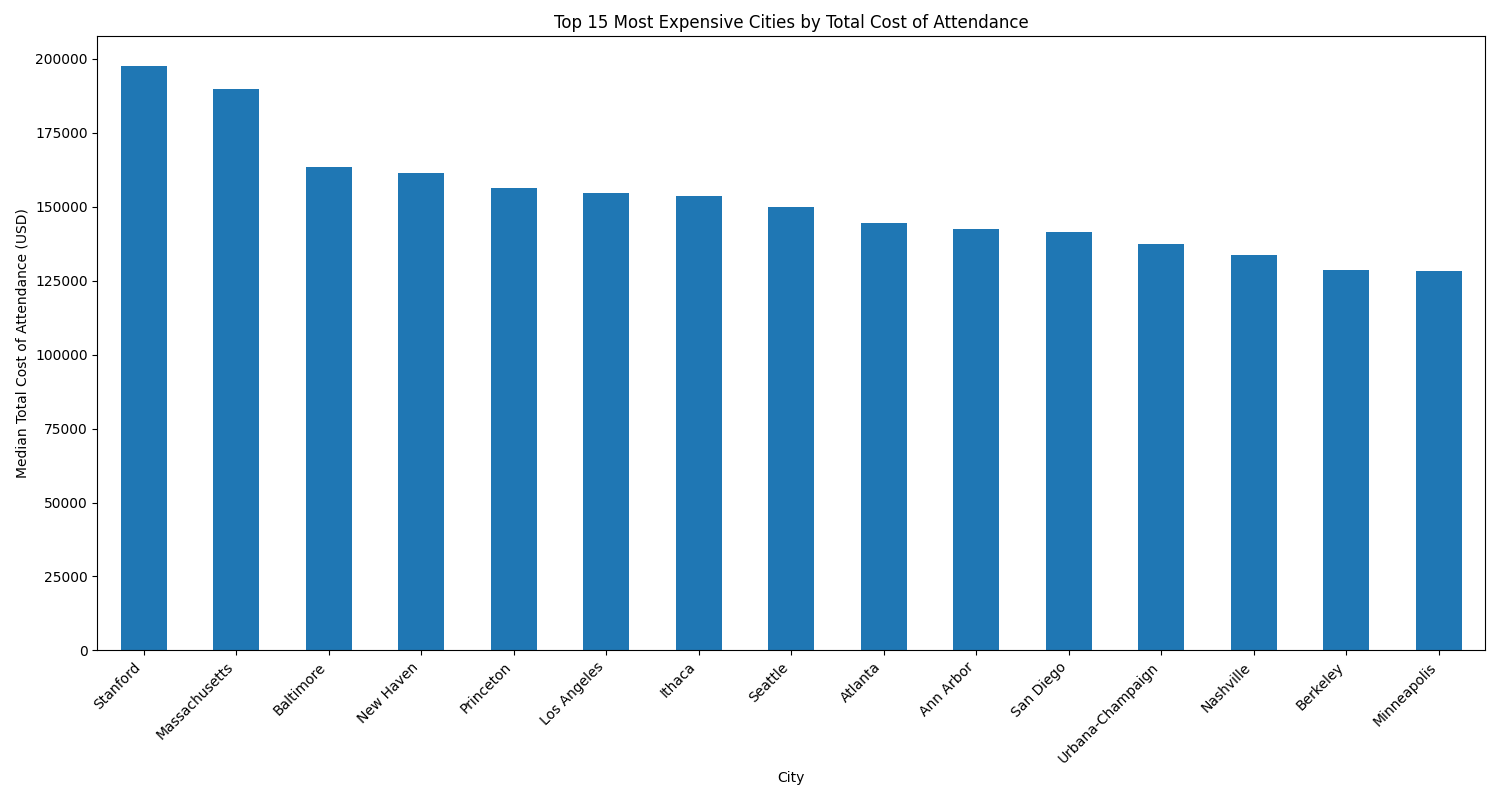 Top 15 Most Expensive Cities by Total Cost of Attendance
Median Total Cost of Attendance (USD)
200000
175000
150000
125000
100000
75000
50000
25000
0
Stanford
Massachusetts
Baltimore
New Haven
Princeton
Los Angeles
Ithaca
Seattle
Atlanta
Ann Arbor
San Diego
Urbana-Champaign
Nashville
Berkeley
Minneapolis
City